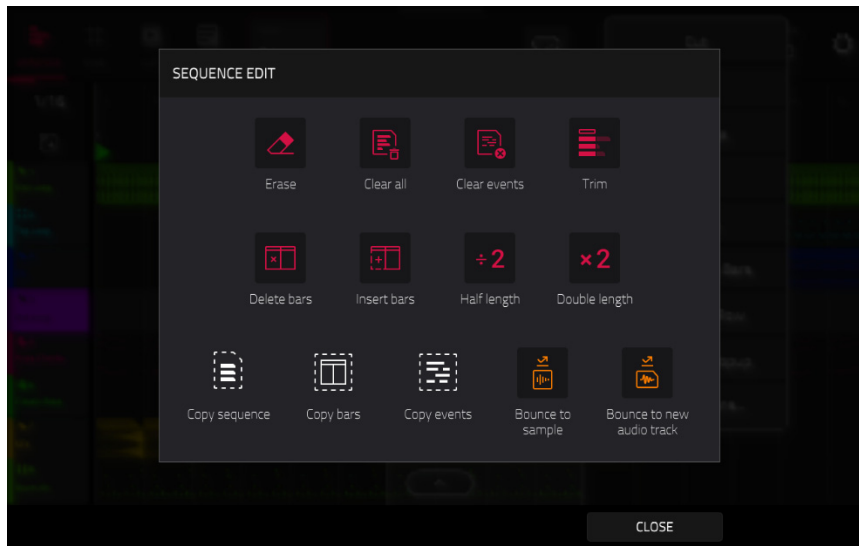 SEQUENCE EDIT
Erase
Clear all
Clear events
Trim
÷2
×2
Delete bars
Insert bars
Half length
Double length
Copy sequence
Copy bars
Copy events
Bounce to
sample
Bounce to new
audio track
CLOSE